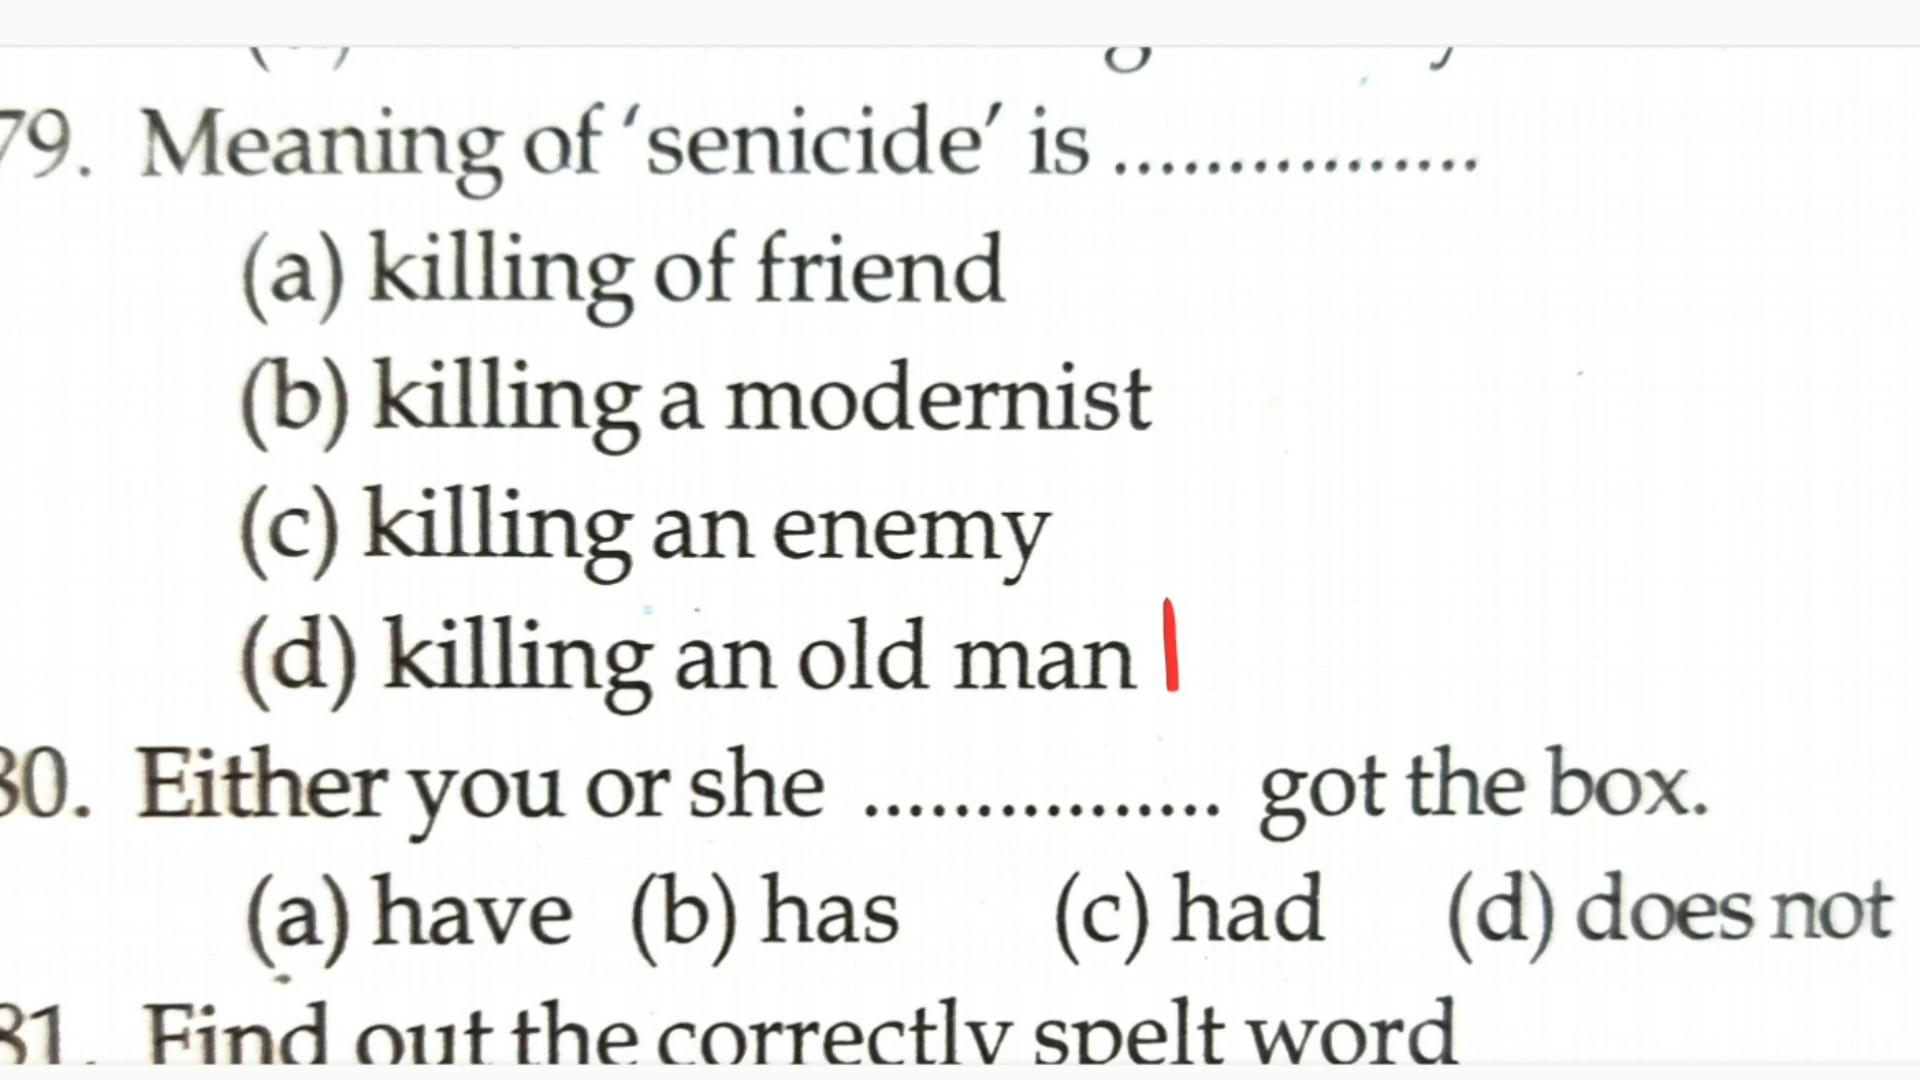 79. Meaning of ‘senicide’ is ................
(a) killing of friend
(b) killing a modernist
(c) killing an enemy
(d) killing an old man
80. Either you or she ................ got the box.
(a) have (b) has (c) had (d) does not
81. Find out the correctly spelt word